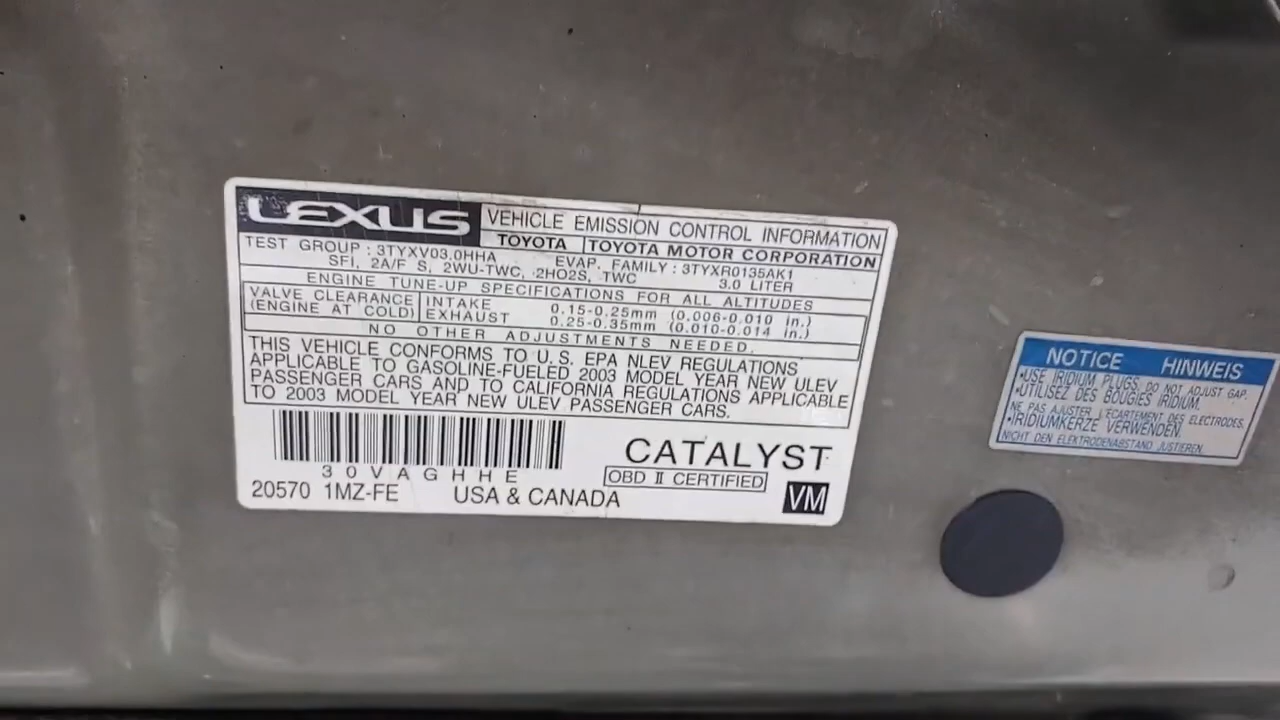 LEXUS VEHICLE EMISSION CONTROL INFORMATION
TOYOTA TOYOTA MOTOR CORPORATION
TEST GROUP : 3TYXV03.0HHA EVAP. FAMILY : 3TYXR0135AK1
SFI, 2A/F S, 2WU-TWC, 2HO2S, TWC 3.0 LITER
ENGINE TUNE-UP SPECIFICATIONS FOR ALL ALTITUDES
VALVE CLEARANCE INTAKE 0.15-0.25mm (0.006-0.010 in.)
(ENGINE AT COLD) EXHAUST 0.25-0.35mm (0.010-0.014 in.)
NO OTHER ADJUSTMENTS NEEDED.
THIS VEHICLE CONFORMS TO U.S. EPA NLEV REGULATIONS
APPLICABLE TO GASOLINE-FUELED 2003 MODEL YEAR NEW ULEV
PASSENGER CARS AND TO CALIFORNIA REGULATIONS APPLICABLE
TO 2003 MODEL YEAR NEW ULEV PASSENGER CARS.
30VAGHHE
CATALYST
OBD II CERTIFIED
20570 1MZ-FE USA & CANADA VM
NOTICE HINWEIS
•USE IRIDIUM PLUGS. DO NOT ADJUST GAP.
•UTILISEZ DES BOUGIES IRIDIUM.
NE PAS AJUSTER L'ECARTEMENT DES ELECTRODES.
•IRIDIUMKERZE VERWENDEN.
NICHT DEN ELEKTRODENABSTAND JUSTIEREN.